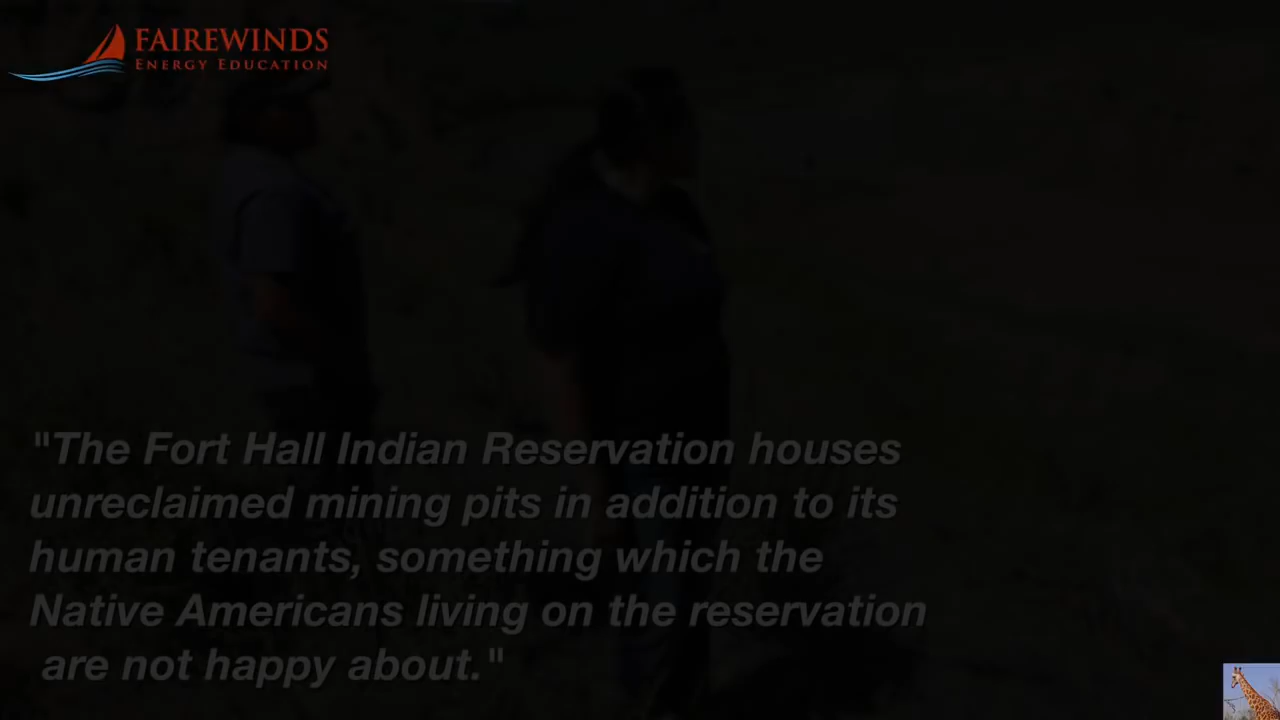 FAIREWINDS
ENERGY EDUCATION
"The Fort Hall Indian Reservation houses
unreclaimed mining pits in addition to its
human tenants, something which the
Native Americans living on the reservation
are not happy about."